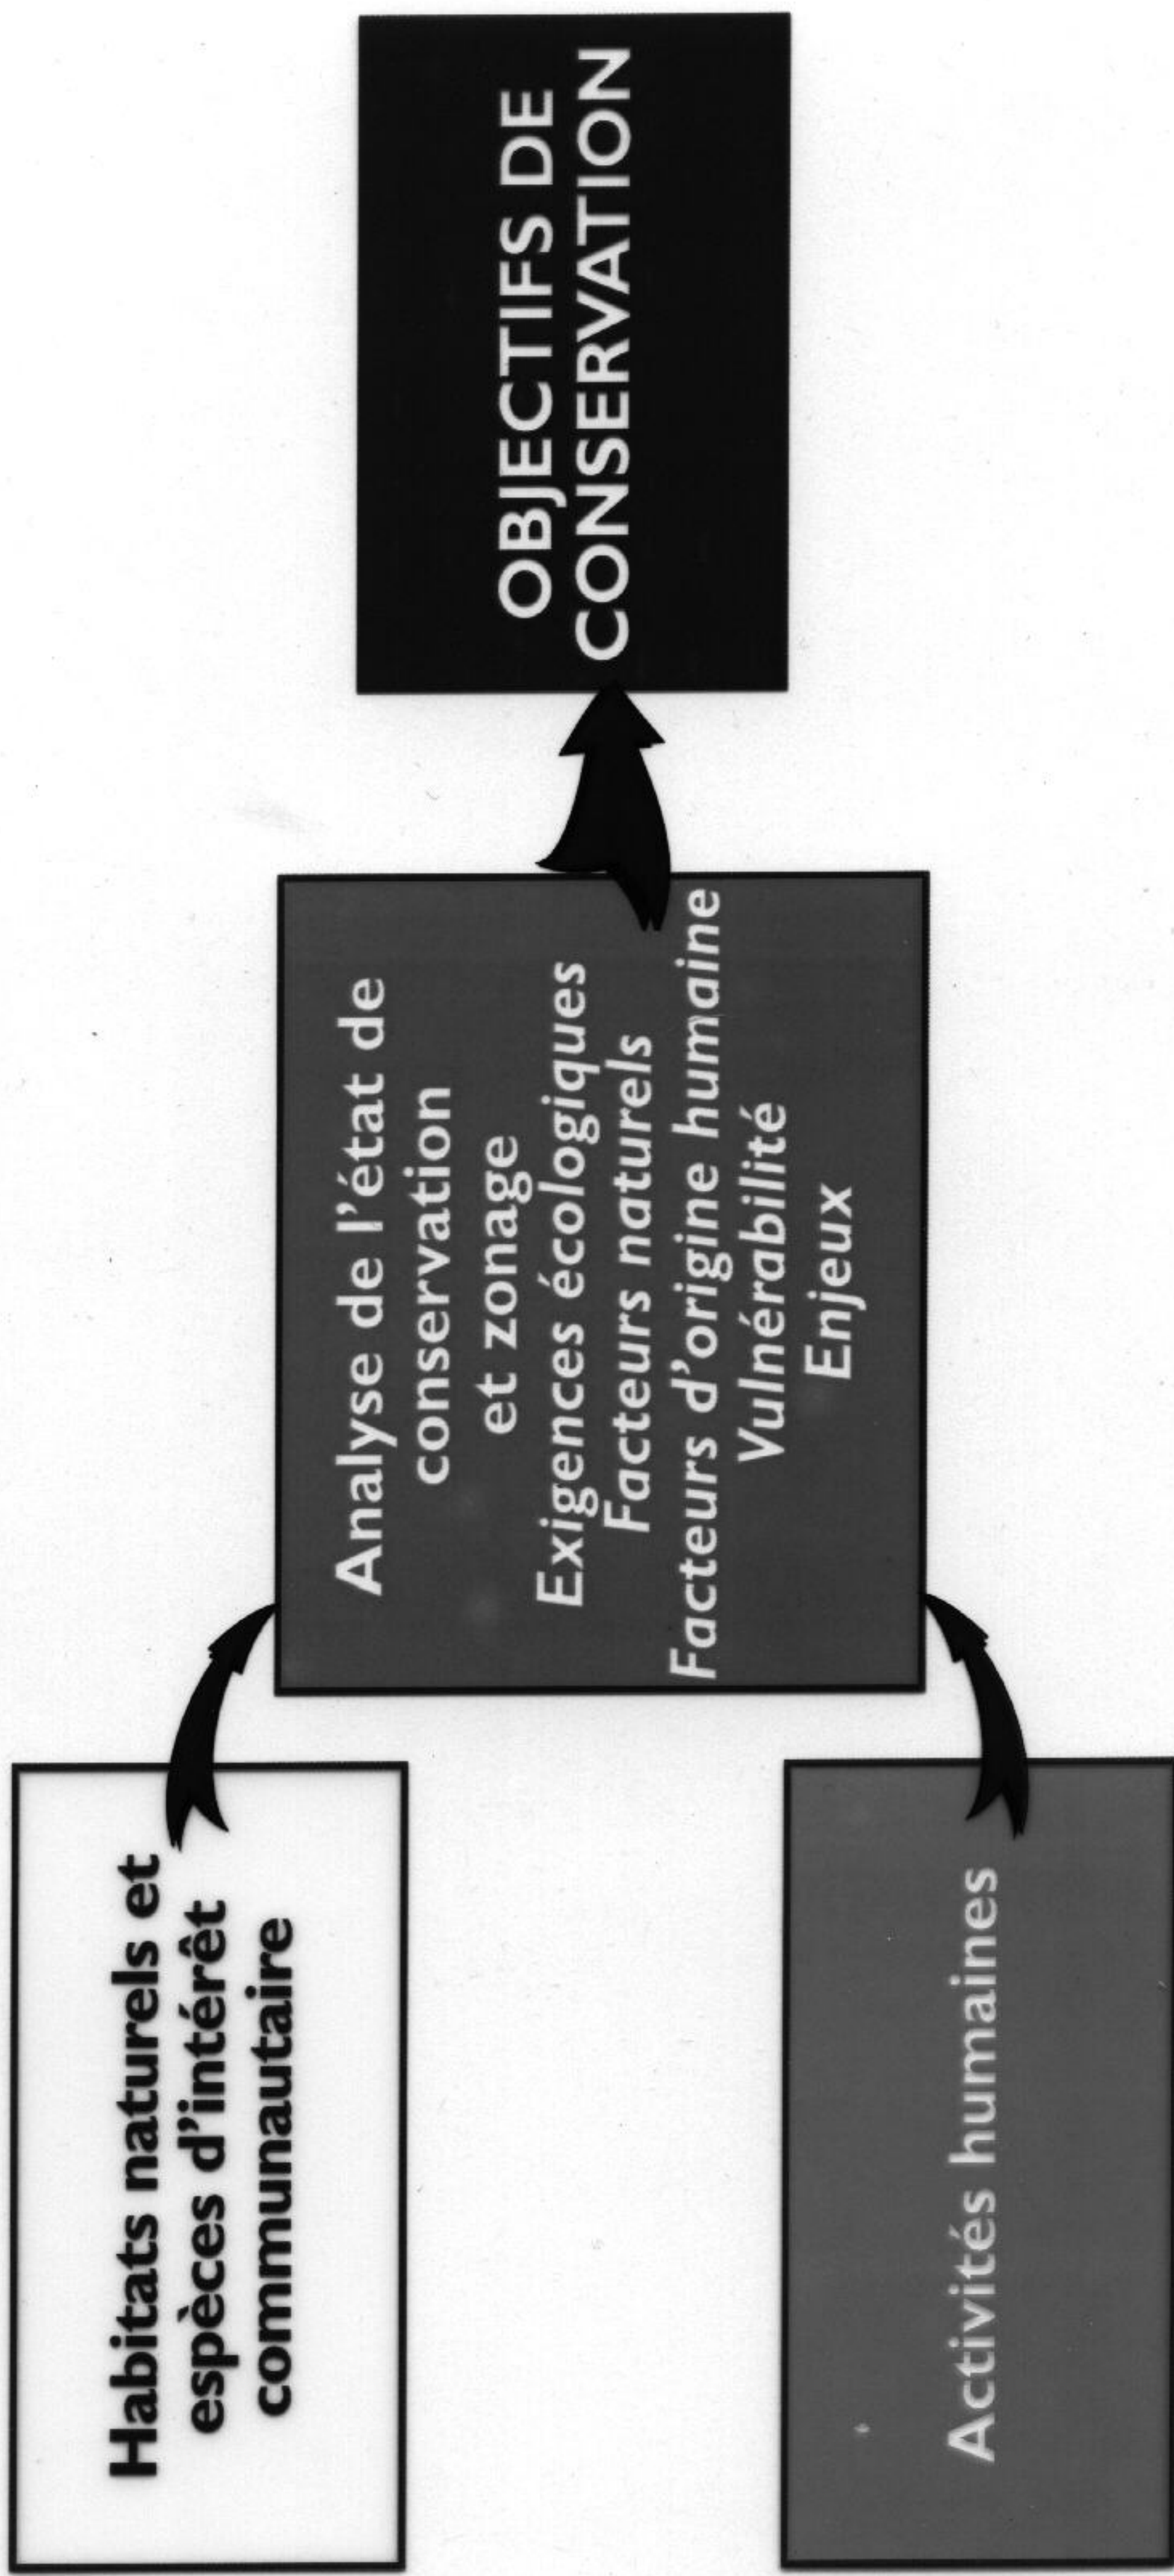 Habitats naturels et
espèces d'intérêt
communautaire
Activités humaines
Analyse de l'état de
conservation
et zonage
Exigences écologiques
Facteurs naturels
Facteurs d'origine humaine
Vulnérabilité
Enjeux
OBJECTIFS DE
CONSERVATION